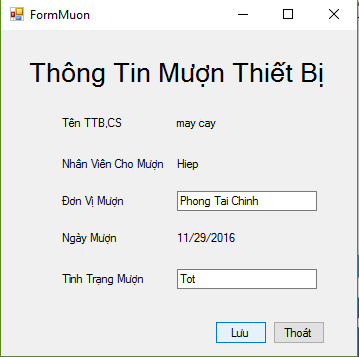 FormMuon
Thông Tin Mượn Thiết Bị
Tên TTB,CS may cay
Nhân Viên Cho Mượn Hiep
Đơn Vị Mượn Phong Tai Chinh
Ngày Mượn 11/29/2016
Tình Trạng Mượn Tot
Lưu Thoát